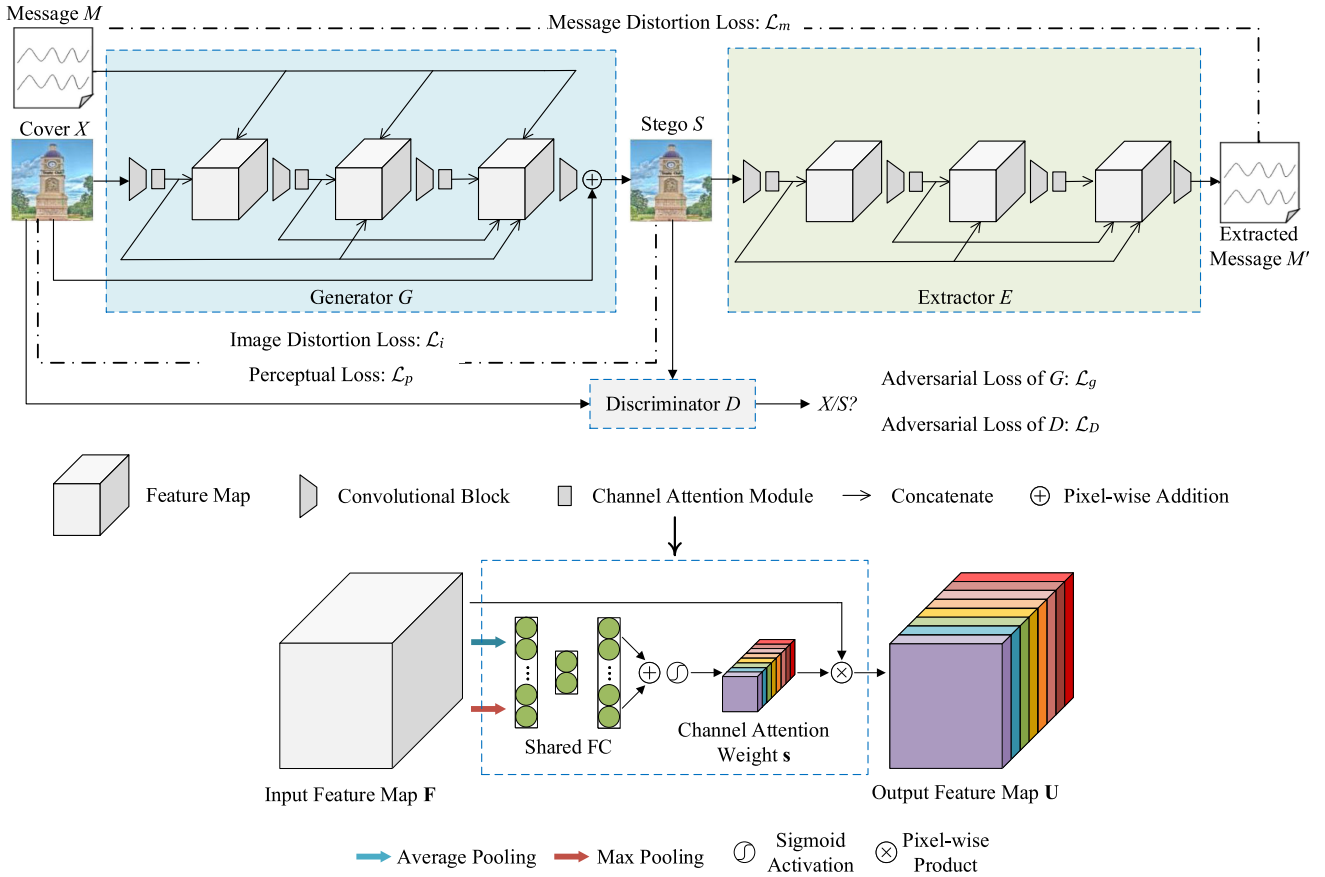 Message M
Message Distortion Loss: ℒm
Cover X
Stego S
Generator G
Extractor E
Extracted
Message M′
Image Distortion Loss: ℒi
Perceptual Loss: ℒp
Discriminator D
X/S?
Adversarial Loss of G: ℒg
Adversarial Loss of D: ℒD
Feature Map
Convolutional Block
Channel Attention Module
Concatenate
Pixel-wise Addition
Shared FC
Channel Attention
Weight s
Input Feature Map F
Output Feature Map U
Average Pooling
Max Pooling
Sigmoid
Activation
Pixel-wise
Product